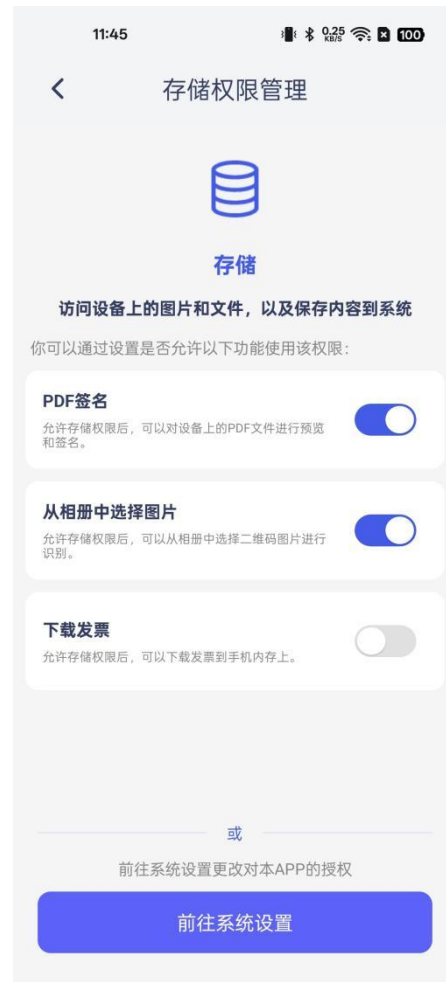 11:45
0.25
KB/S
100
存储权限管理
存储
访问设备上的图片和文件，以及保存内容到系统
你可以通过设置是否允许以下功能使用该权限：
PDF签名
允许存储权限后，可以对设备上的PDF文件进行预览
和签名。
从相册中选择图片
允许存储权限后，可以从相册中选择二维码图片进行
识别。
下载发票
允许存储权限后，可以下载发票到手机内存上。
或
前往系统设置更改对本APP的授权
前往系统设置